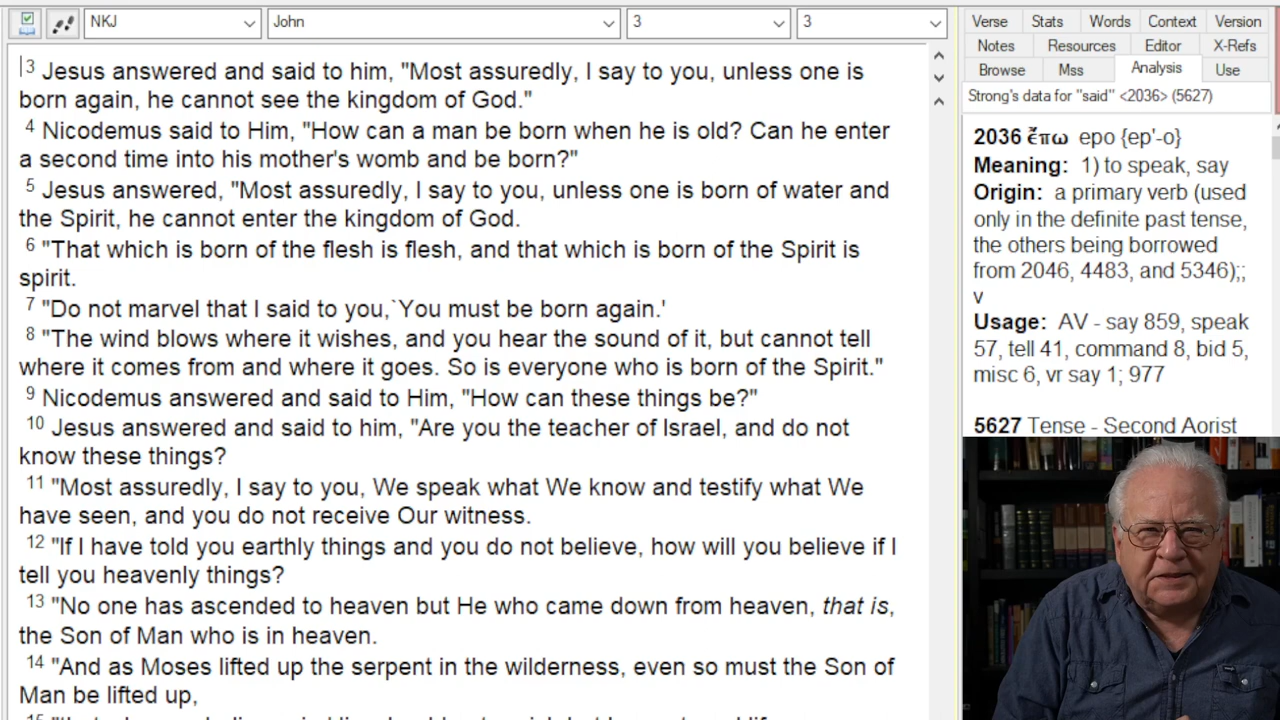 NKJ John 3 3
3 Jesus answered and said to him, "Most assuredly, I say to you, unless one is
born again, he cannot see the kingdom of God."
4 Nicodemus said to Him, "How can a man be born when he is old? Can he enter
a second time into his mother's womb and be born?"
5 Jesus answered, "Most assuredly, I say to you, unless one is born of water and
the Spirit, he cannot enter the kingdom of God.
6 "That which is born of the flesh is flesh, and that which is born of the Spirit is
spirit.
7 "Do not marvel that I said to you,`You must be born again.'
8 "The wind blows where it wishes, and you hear the sound of it, but cannot tell
where it comes from and where it goes. So is everyone who is born of the Spirit."
9 Nicodemus answered and said to Him, "How can these things be?"
10 Jesus answered and said to him, "Are you the teacher of Israel, and do not
know these things?
11 "Most assuredly, I say to you, We speak what We know and testify what We
have seen, and you do not receive Our witness.
12 "If I have told you earthly things and you do not believe, how will you believe if I
tell you heavenly things?
13 "No one has ascended to heaven but He who came down from heaven, that is,
the Son of Man who is in heaven.
14 "And as Moses lifted up the serpent in the wilderness, even so must the Son of
Man be lifted up,
Verse Stats Words Context Version
Notes Resources Editor X-Refs
Browse Mss Analysis Use
Strong's data for "said" <2036> (5627)
2036 ἔπω epo {ep'-o}
Meaning: 1) to speak, say
Origin: a primary verb (used
only in the definite past tense,
the others being borrowed
from 2046, 4483, and 5346);;
v
Usage: AV - say 859, speak
57, tell 41, command 8, bid 5,
misc 6, vr say 1; 977
5627 Tense - Second Aorist